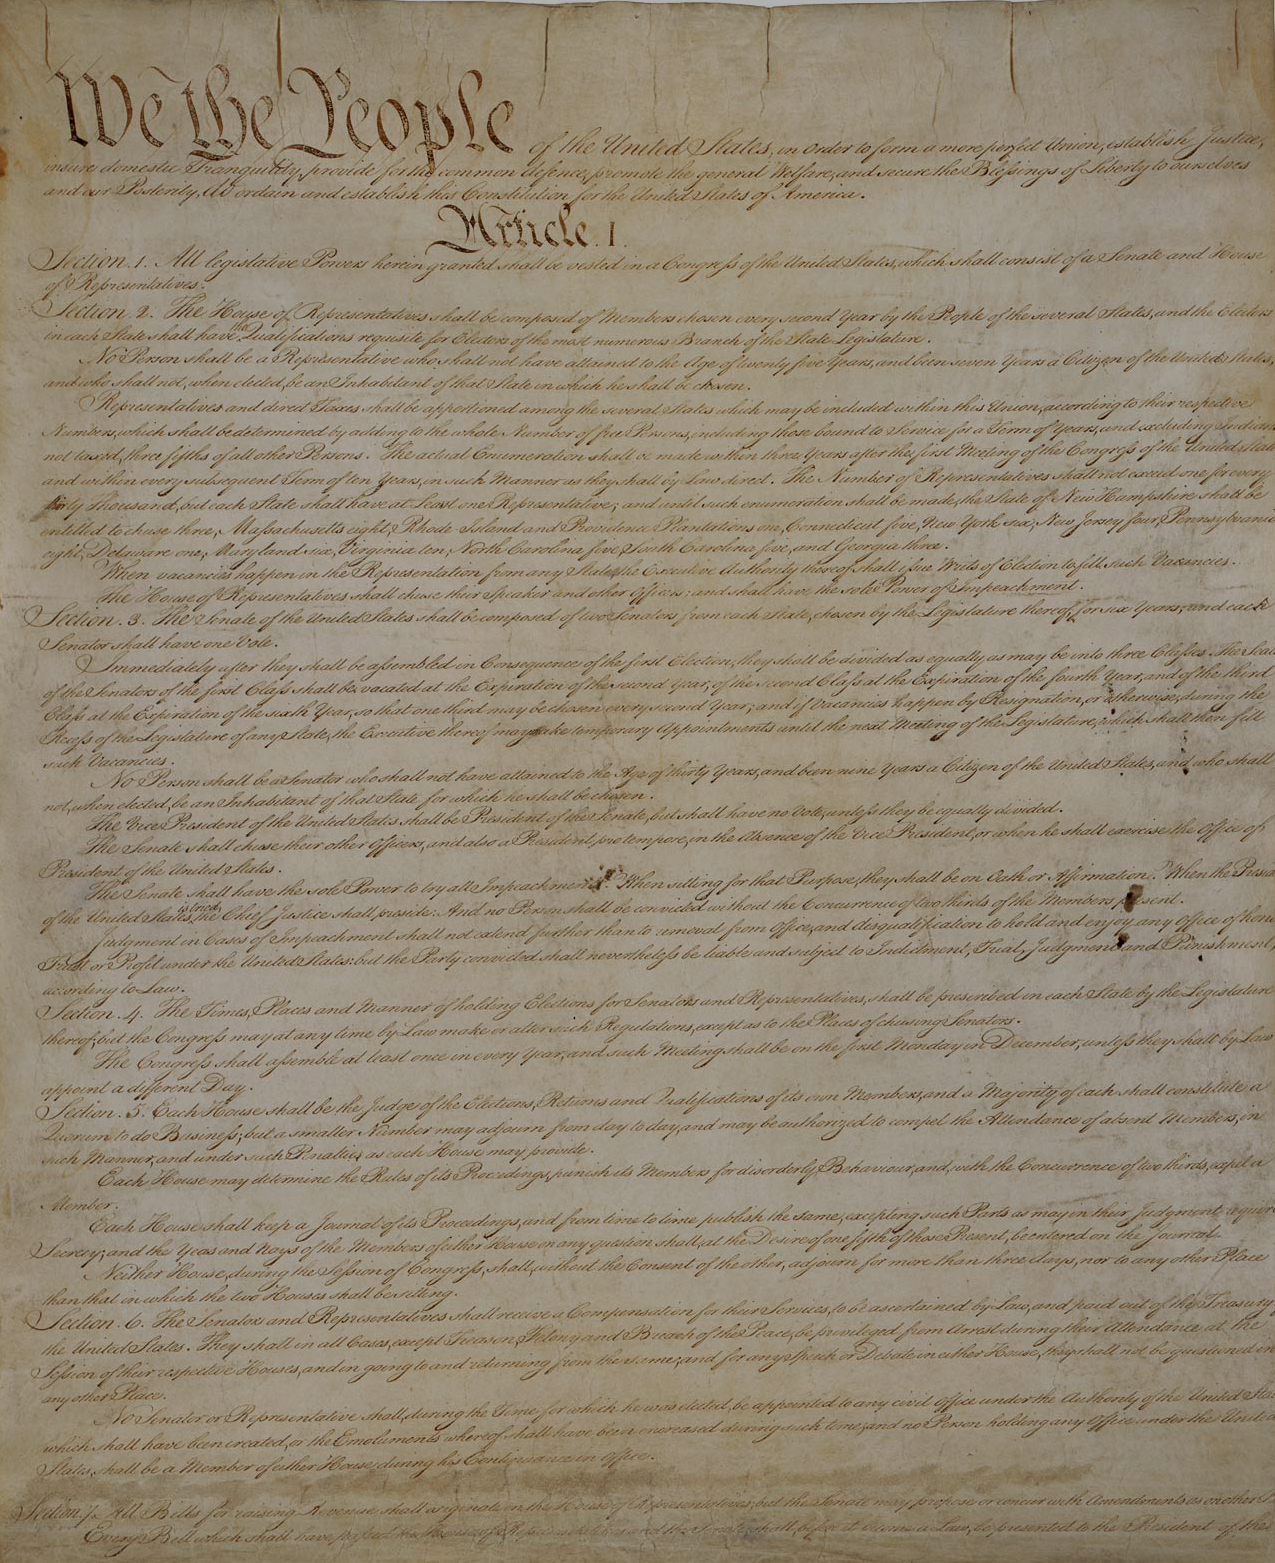 We the People of the United States, in Order to form a more perfect Union, establish Justice,
insure domestic Tranquility, provide for the common defence, promote the general Welfare, and secure the Blessings of Liberty to ourselves
and our Posterity, do ordain and establish this Constitution for the United States of America.
Article. I.
Section. 1. All legislative Powers herein granted shall be vested in a Congress of the United States, which shall consist of a Senate and House
of Representatives.
Section. 2. The House of Representatives shall be composed of Members chosen every second Year by the People of the several States, and the Electors
in each State shall have the Qualifications requisite for Electors of the most numerous Branch of the State Legislature.
No Person shall be a Representative who shall not have attained to the Age of twenty five Years, and been seven Years a Citizen of the United States,
and who shall not, when elected, be an Inhabitant of that State in which he shall be chosen.
Representatives and direct Taxes shall be apportioned among the several States which may be included within this Union, according to their respective
Numbers, which shall be determined by adding to the whole Number of free Persons, including those bound to Service for a Term of Years, and excluding Indians
not taxed, three fifths of all other Persons. The actual Enumeration shall be made within three Years after the first Meeting of the Congress of the United States,
and within every subsequent Term of ten Years, in such Manner as they shall by Law direct. The Number of Representatives shall not exceed one for every
thirty Thousand, but each State shall have at Least one Representative; and until such enumeration shall be made, the State of New Hampshire shall be
entitled to chuse three, Massachusetts eight, Rhode-Island and Providence Plantations one, Connecticut five, New-York six, New Jersey four, Pennsylvania
eight, Delaware one, Maryland six, Virginia ten, North Carolina five, South Carolina five, and Georgia three.
When vacancies happen in the Representation from any State, the Executive Authority thereof shall issue Writs of Election to fill such Vacancies.
The House of Representatives shall chuse their Speaker and other Officers; and shall have the sole Power of Impeachment.
Section. 3. The Senate of the United States shall be composed of two Senators from each State, chosen by the Legislature thereof, for six Years; and each
Senator shall have one Vote.
Immediately after they shall be assembled in Consequence of the first Election, they shall be divided as equally as may be into three Classes. The Seats
of the Senators of the first Class shall be vacated at the Expiration of the second Year, of the second Class at the Expiration of the fourth Year, and of the third
Class at the Expiration of the sixth Year, so that one third may be chosen every second Year; and if Vacancies happen by Resignation, or otherwise, during the
Recess of the Legislature of any State, the Executive thereof may make temporary Appointments until the next Meeting of the Legislature, which shall then fill
such Vacancies.
No Person shall be a Senator who shall not have attained to the Age of thirty Years, and been nine Years a Citizen of the United States, and who shall
not, when elected, be an Inhabitant of that State for which he shall be chosen.
The Vice President of the United States shall be President of the Senate, but shall have no Vote, unless they be equally divided.
The Senate shall chuse their other Officers, and also a President pro tempore, in the Absence of the Vice President, or when he shall exercise the Office of
President of the United States.
The Senate shall have the sole Power to try all Impeachments. When sitting for that Purpose, they shall be on Oath or Affirmation. When the President
of the United States is tried, the Chief Justice shall preside: And no Person shall be convicted without the Concurrence of two thirds of the Members present.
Judgment in Cases of Impeachment shall not extend further than to removal from Office, and disqualification to hold and enjoy any Office of honor,
Trust or Profit under the United States: but the Party convicted shall nevertheless be liable and subject to Indictment, Trial, Judgment and Punishment,
according to Law.
Section. 4. The Times, Places and Manner of holding Elections for Senators and Representatives, shall be prescribed in each State by the Legislature
thereof; but the Congress may at any time by Law make or alter such Regulations, except as to the Places of chusing Senators.
The Congress shall assemble at least once in every Year, and such Meeting shall be on the first Monday in December, unless they shall by Law
appoint a different Day.
Section. 5. Each House shall be the Judge of the Elections, Returns and Qualifications of its own Members, and a Majority of each shall constitute a
Quorum to do Business; but a smaller Number may adjourn from day to day, and may be authorized to compel the Attendance of absent Members, in
such Manner, and under such Penalties as each House may provide.
Each House may determine the Rules of its Proceedings, punish its Members for disorderly Behaviour, and, with the Concurrence of two thirds, expel a
Member.
Each House shall keep a Journal of its Proceedings, and from time to time publish the same, excepting such Parts as may in their Judgment require
Secrecy; and the Yeas and Nays of the Members of either House on any question shall, at the Desire of one fifth of those Present, be entered on the Journal.
Neither House, during the Session of Congress, shall, without the Consent of the other, adjourn for more than three days, nor to any other Place
than that in which the two Houses shall be sitting.
Section. 6. The Senators and Representatives shall receive a Compensation for their Services, to be ascertained by Law, and paid out of the Treasury
the United States. They shall in all Cases, except Treason, Felony and Breach of the Peace, be privileged from Arrest during their Attendance at the
Session of their respective Houses, and in going to and returning from the same; and for any Speech or Debate in either House, they shall not be questioned in
any other Place.
No Senator or Representative shall, during the Time for which he was elected, be appointed to any civil Office under the Authority of the United States,
which shall have been created, or the Emoluments whereof shall have been encreased during such time; and no Person holding any Office under the United
States, shall be a Member of either House during his Continuance in Office.
Section. 7. All Bills for raising Revenue shall originate in the House of Representatives; but the Senate may propose or concur with Amendments as on other
Every Bill which shall have passed the House of Representatives and the Senate, shall, before it become a Law, be presented to the President of the